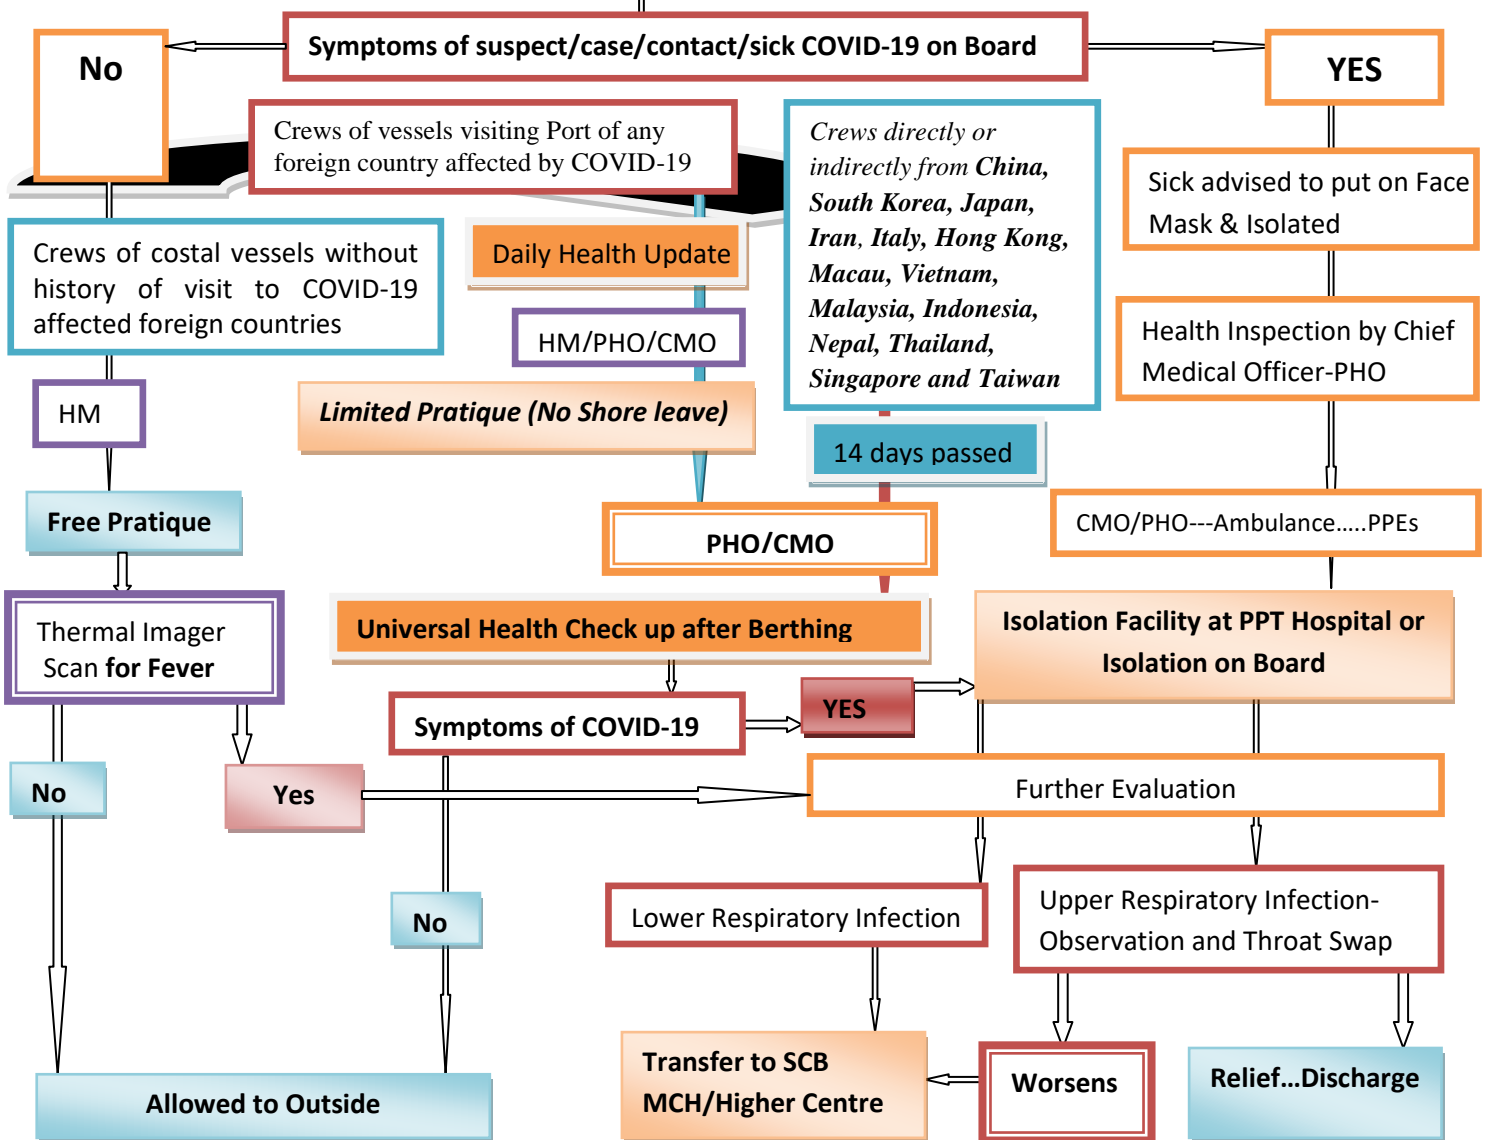 Symptoms of suspect/case/contact/sick COVID-19 on Board
No
YES
Crews of vessels visiting Port of any
foreign country affected by COVID-19
Crews directly or
indirectly from China,
South Korea, Japan,
Iran, Italy, Hong Kong,
Macau, Vietnam,
Malaysia, Indonesia,
Nepal, Thailand,
Singapore and Taiwan
Sick advised to put on Face
Mask & Isolated
Crews of costal vessels without
history of visit to COVID-19
affected foreign countries
Daily Health Update
HM/PHO/CMO
Health Inspection by Chief
Medical Officer-PHO
HM
Limited Pratique (No Shore leave)
14 days passed
Free Pratique
PHO/CMO
CMO/PHO---Ambulance…..PPEs
Thermal Imager
Scan for Fever
Universal Health Check up after Berthing
Isolation Facility at PPT Hospital or
Isolation on Board
Symptoms of COVID-19
YES
No
Yes
Further Evaluation
No
Lower Respiratory Infection
Upper Respiratory Infection-
Observation and Throat Swap
Transfer to SCB
MCH/Higher Centre
Worsens
Relief…Discharge
Allowed to Outside